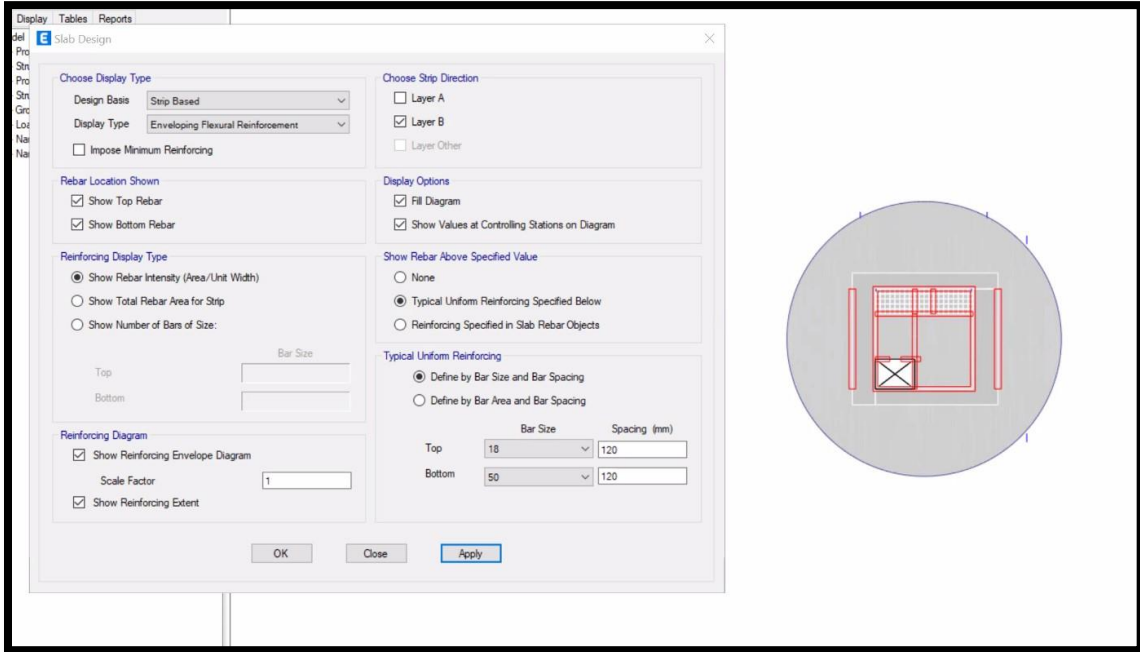 Display Tables Reports
del
Pro
Stru
Pro
Stru
Gro
Loa
Nar
Nar
E Slab Design
Choose Display Type
Design Basis Strip Based
Display Type Enveloping Flexural Reinforcement
Impose Minimum Reinforcing
Choose Strip Direction
Layer A
Layer B
Layer Other
Rebar Location Shown
Show Top Rebar
Show Bottom Rebar
Display Options
Fill Diagram
Show Values at Controlling Stations on Diagram
Reinforcing Display Type
Show Rebar Intensity (Area/Unit Width)
Show Total Rebar Area for Strip
Show Number of Bars of Size:
Bar Size
Top
Bottom
Show Rebar Above Specified Value
None
Typical Uniform Reinforcing Specified Below
Reinforcing Specified in Slab Rebar Objects
Typical Uniform Reinforcing
Define by Bar Size and Bar Spacing
Define by Bar Area and Bar Spacing
Bar Size Spacing (mm)
Top 18 120
Bottom 50 120
Reinforcing Diagram
Show Reinforcing Envelope Diagram
Scale Factor 1
Show Reinforcing Extent
OK Close Apply